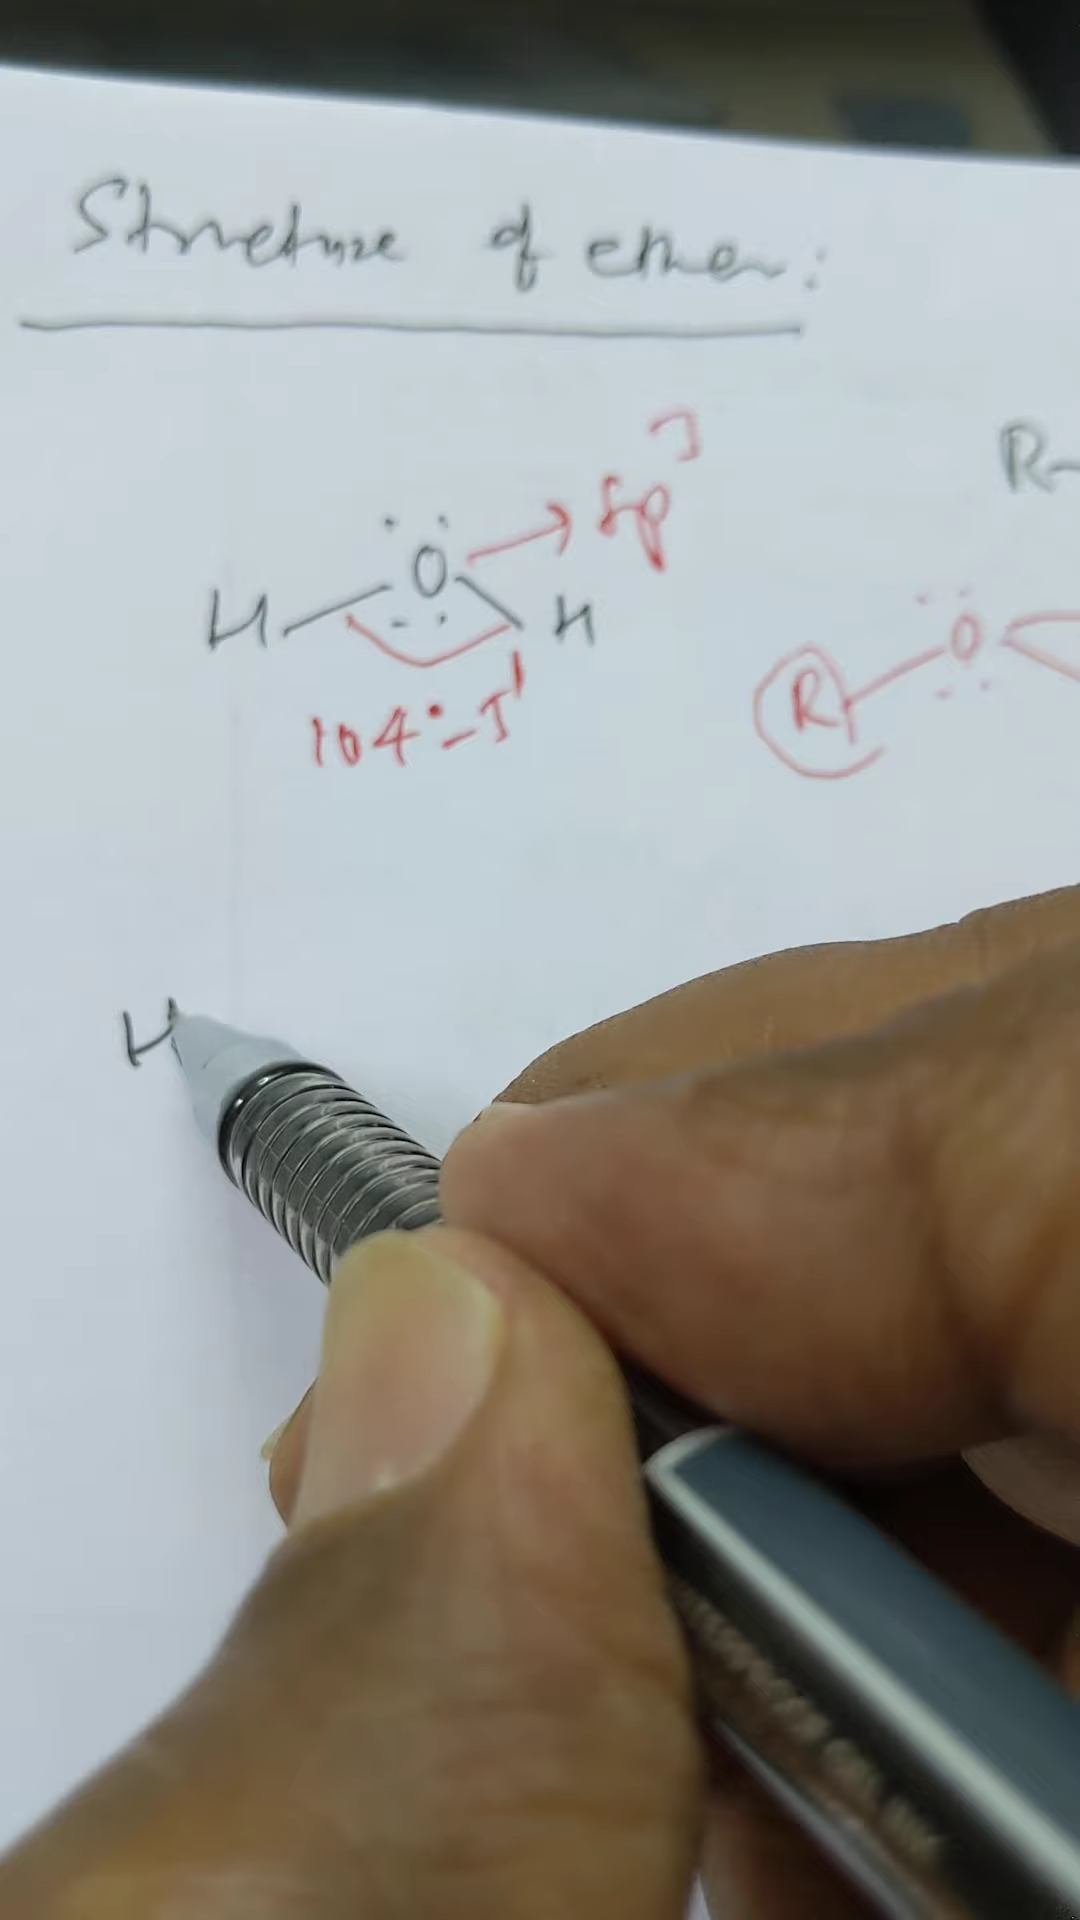 Structure of ether:
sp³
R-
H O H
R O
104°-5'
H